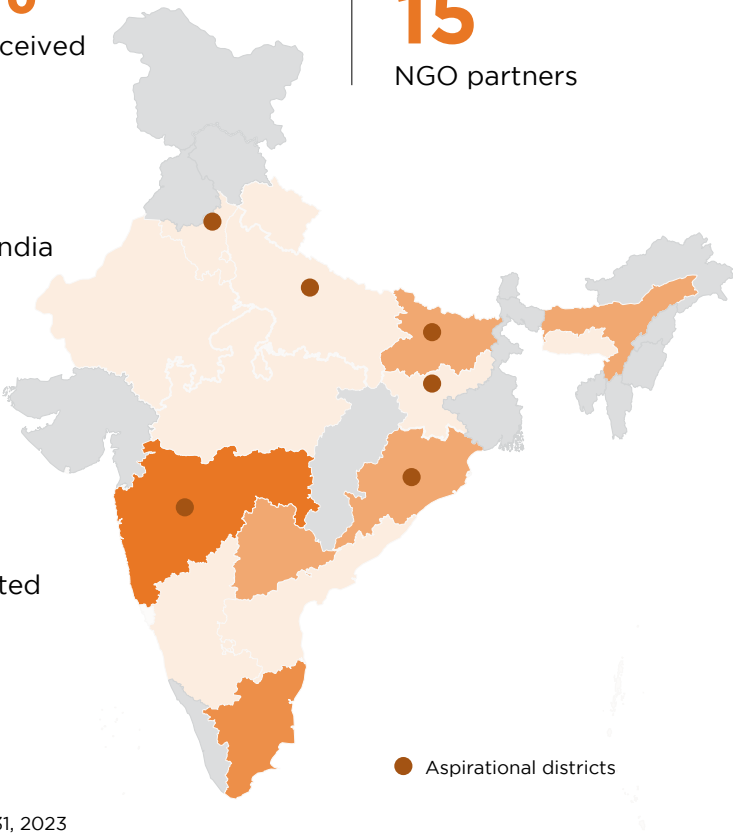 ceived
15
NGO partners
ndia
ted
Aspirational districts
31, 2023